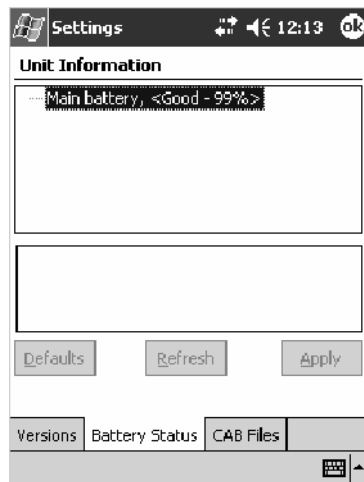 Settings 12:13 ok
Unit Information
Main battery, <Good - 99%>
Defaults Refresh Apply
Versions Battery Status CAB Files